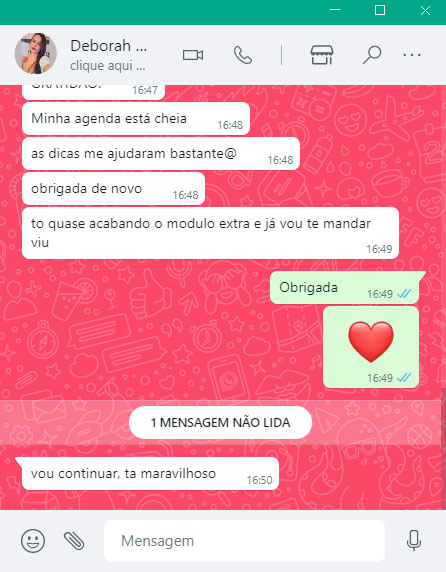 Deborah ...
clique aqui ...
GRATIDÃO!
16:47
Minha agenda está cheia
16:48
as dicas me ajudaram bastante@
16:48
obrigada de novo
16:48
to quase acabando o modulo extra e já vou te mandar
viu
16:49
Obrigada
16:49
16:49
1 MENSAGEM NÃO LIDA
vou continuar, ta maravilhoso
16:50
Mensagem